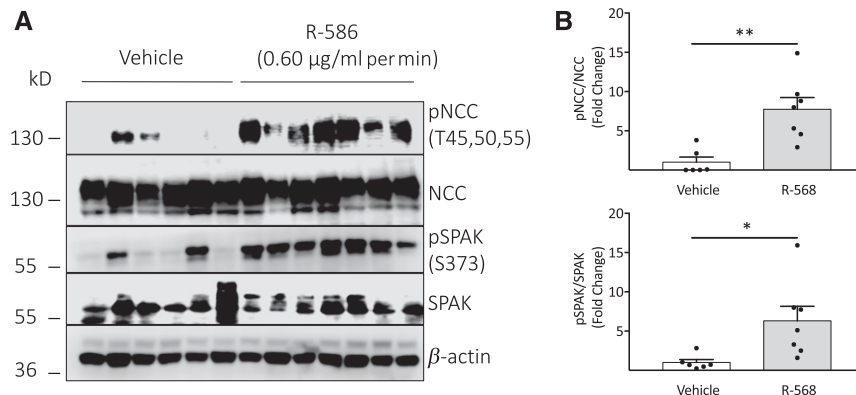 A
R-586
Vehicle
(0.60 µg/ml per min)
kD
pNCC
130
(T45,50,55)
130
NCC
pSPAK
55
(S373)
55
SPAK
36
β-actin
B
20
15
10
5
pNCC/NCC
(Fold Change)
**
Vehicle
R-568
20
15
10
5
pSPAK/SPAK
(Fold Change)
*
Vehicle
R-568